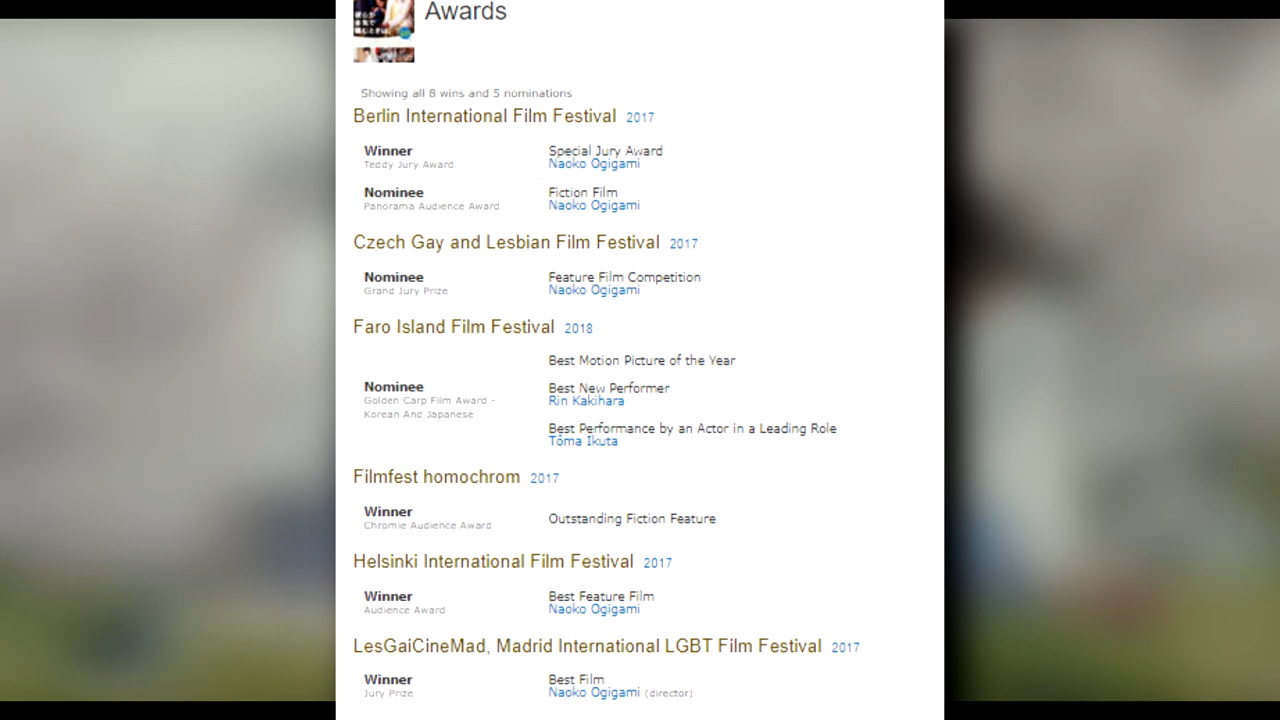 Awards
Showing all 8 wins and 5 nominations
Berlin International Film Festival 2017
Winner
Teddy Jury Award
Special Jury Award
Naoko Ogigami
Nominee
Panorama Audience Award
Fiction Film
Naoko Ogigami
Czech Gay and Lesbian Film Festival 2017
Nominee
Grand Jury Prize
Feature Film Competition
Naoko Ogigami
Faro Island Film Festival 2018
Nominee
Golden Carp Film Award -
Korean And Japanese
Best Motion Picture of the Year
Best New Performer
Rin Kakihara
Best Performance by an Actor in a Leading Role
Tôma Ikuta
Filmfest homochrom 2017
Winner
Chromie Audience Award
Outstanding Fiction Feature
Helsinki International Film Festival 2017
Winner
Audience Award
Best Feature Film
Naoko Ogigami
LesGaiCineMad, Madrid International LGBT Film Festival 2017
Winner
Jury Prize
Best Film
Naoko Ogigami (director)